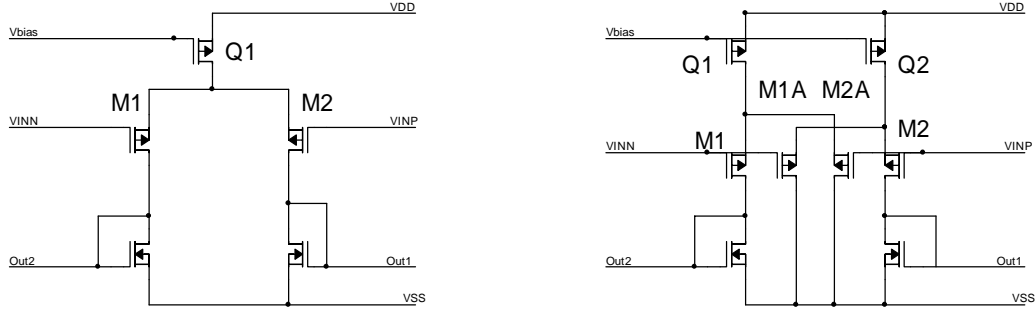 VDD
Vbias
Q1
M1
M2
VINN
VINP
Out2
Out1
VSS
VDD
Vbias
Q1
Q2
M1A
M2A
M1
M2
VINN
VINP
Out2
Out1
VSS